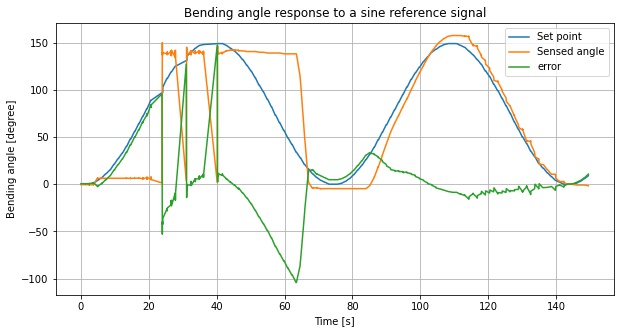 Bending angle response to a sine reference signal
Set point
Sensed angle
error
Bending angle [degree]
150
100
50
0
−50
−100
0
20
40
60
80
100
120
140
Time [s]